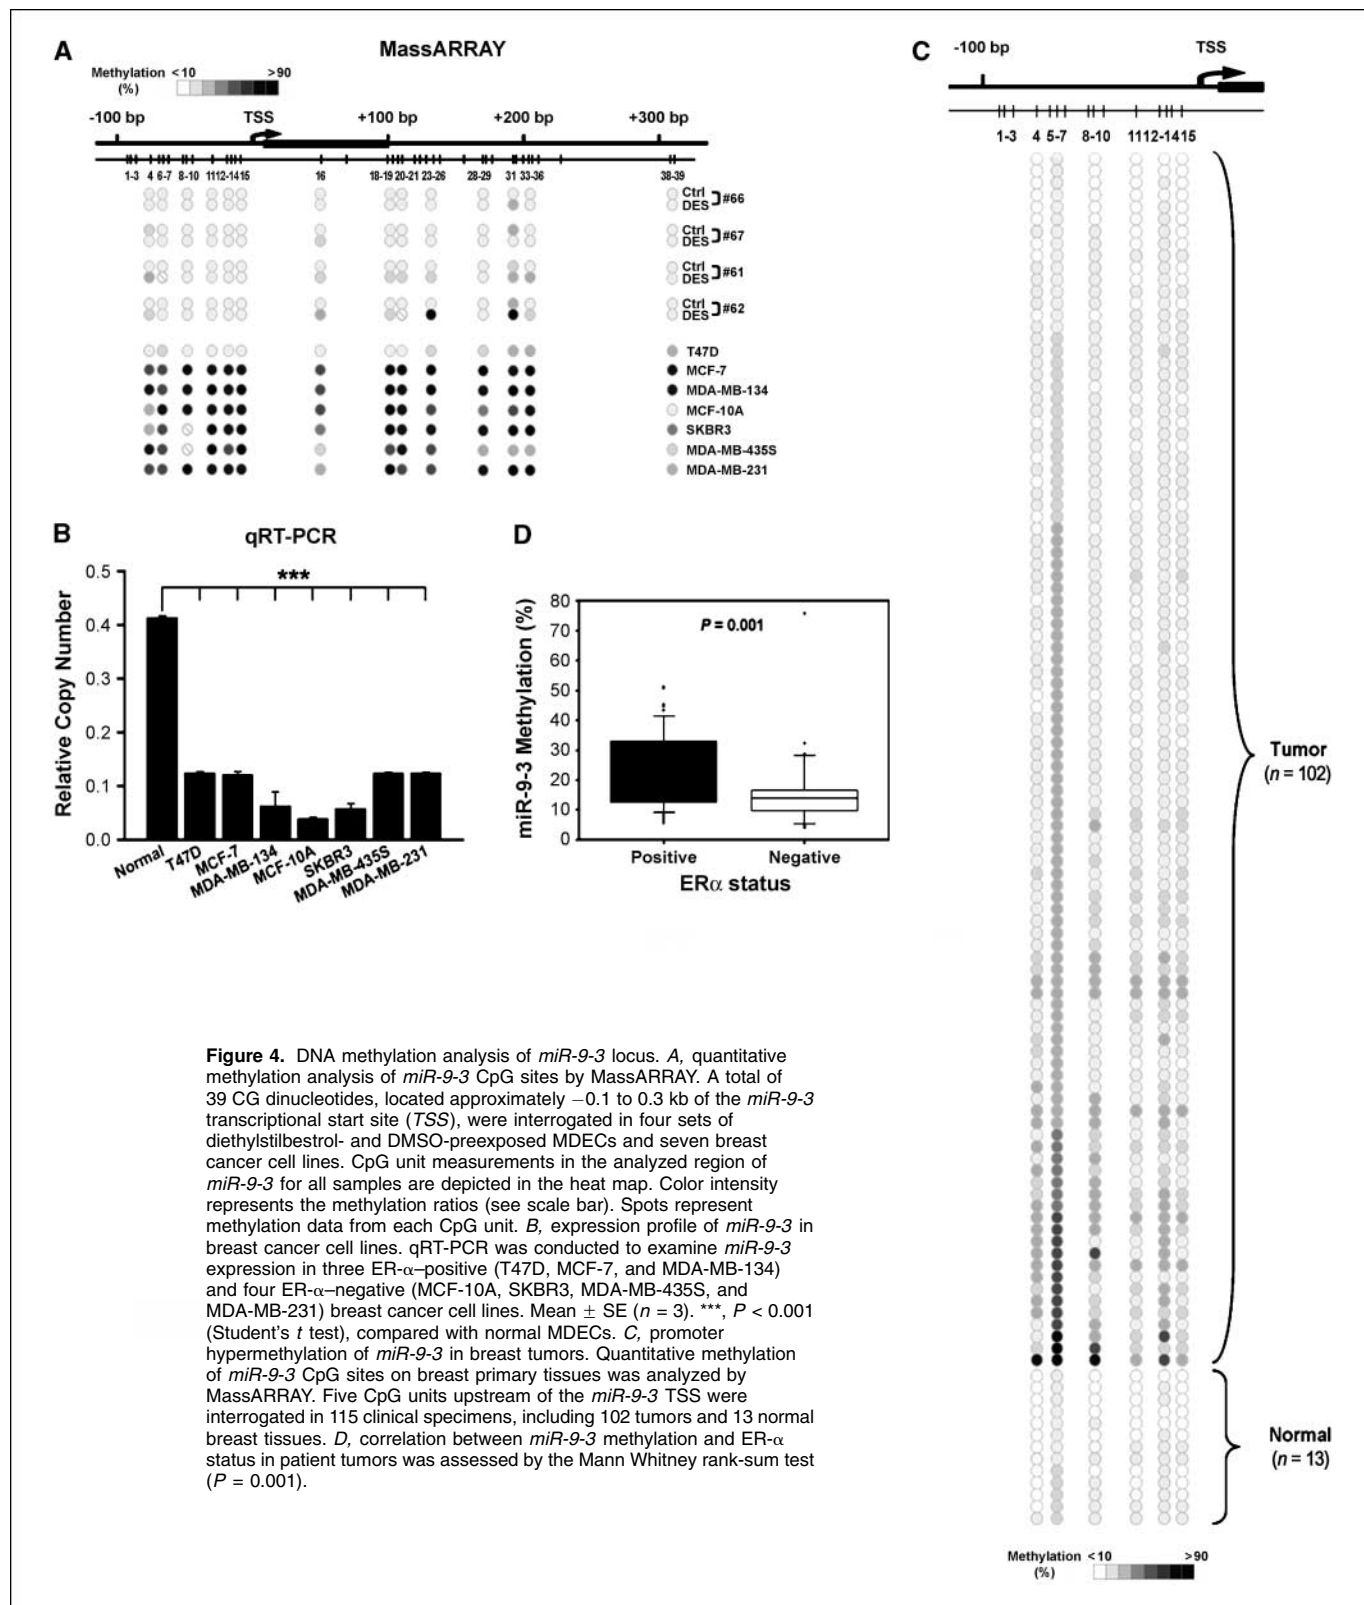 A
MassARRAY
Methylation <10 >90
(%)
-100 bp TSS +100 bp +200 bp +300 bp
1-3 4 6-7 8-10 1112-1415 16 18-19 20-21 23-26 28-29 31 33-36 38-39
Ctrl
DES
#66
Ctrl
DES
#67
Ctrl
DES
#61
Ctrl
DES
#62
T47D
MCF-7
MDA-MB-134
MCF-10A
SKBR3
MDA-MB-435S
MDA-MB-231
B
qRT-PCR
***
Relative Copy Number
0.5
0.4
0.3
0.2
0.1
0.0
Normal
T47D
MCF-7
MDA-MB-134
MCF-10A
SKBR3
MDA-MB-435S
MDA-MB-231
D
miR-9-3 Methylation (%)
80
70
60
50
40
30
20
10
0
P = 0.001
Positive Negative
ERα status
C
-100 bp TSS
1-3 4 5-7 8-10 1112-1415
Tumor
(n = 102)
Normal
(n = 13)
Methylation <10 >90
(%)
Figure 4. DNA methylation analysis of miR-9-3 locus. A, quantitative
methylation analysis of miR-9-3 CpG sites by MassARRAY. A total of
39 CG dinucleotides, located approximately −0.1 to 0.3 kb of the miR-9-3
transcriptional start site (TSS), were interrogated in four sets of
diethylstilbestrol- and DMSO-preexposed MDECs and seven breast
cancer cell lines. CpG unit measurements in the analyzed region of
miR-9-3 for all samples are depicted in the heat map. Color intensity
represents the methylation ratios (see scale bar). Spots represent
methylation data from each CpG unit. B, expression profile of miR-9-3 in
breast cancer cell lines. qRT-PCR was conducted to examine miR-9-3
expression in three ER-α–positive (T47D, MCF-7, and MDA-MB-134)
and four ER-α–negative (MCF-10A, SKBR3, MDA-MB-435S, and
MDA-MB-231) breast cancer cell lines. Mean ± SE (n = 3). ***, P < 0.001
(Student's t test), compared with normal MDECs. C, promoter
hypermethylation of miR-9-3 in breast tumors. Quantitative methylation
of miR-9-3 CpG sites on breast primary tissues was analyzed by
MassARRAY. Five CpG units upstream of the miR-9-3 TSS were
interrogated in 115 clinical specimens, including 102 tumors and 13 normal
breast tissues. D, correlation between miR-9-3 methylation and ER-α
status in patient tumors was assessed by the Mann Whitney rank-sum test
(P = 0.001).